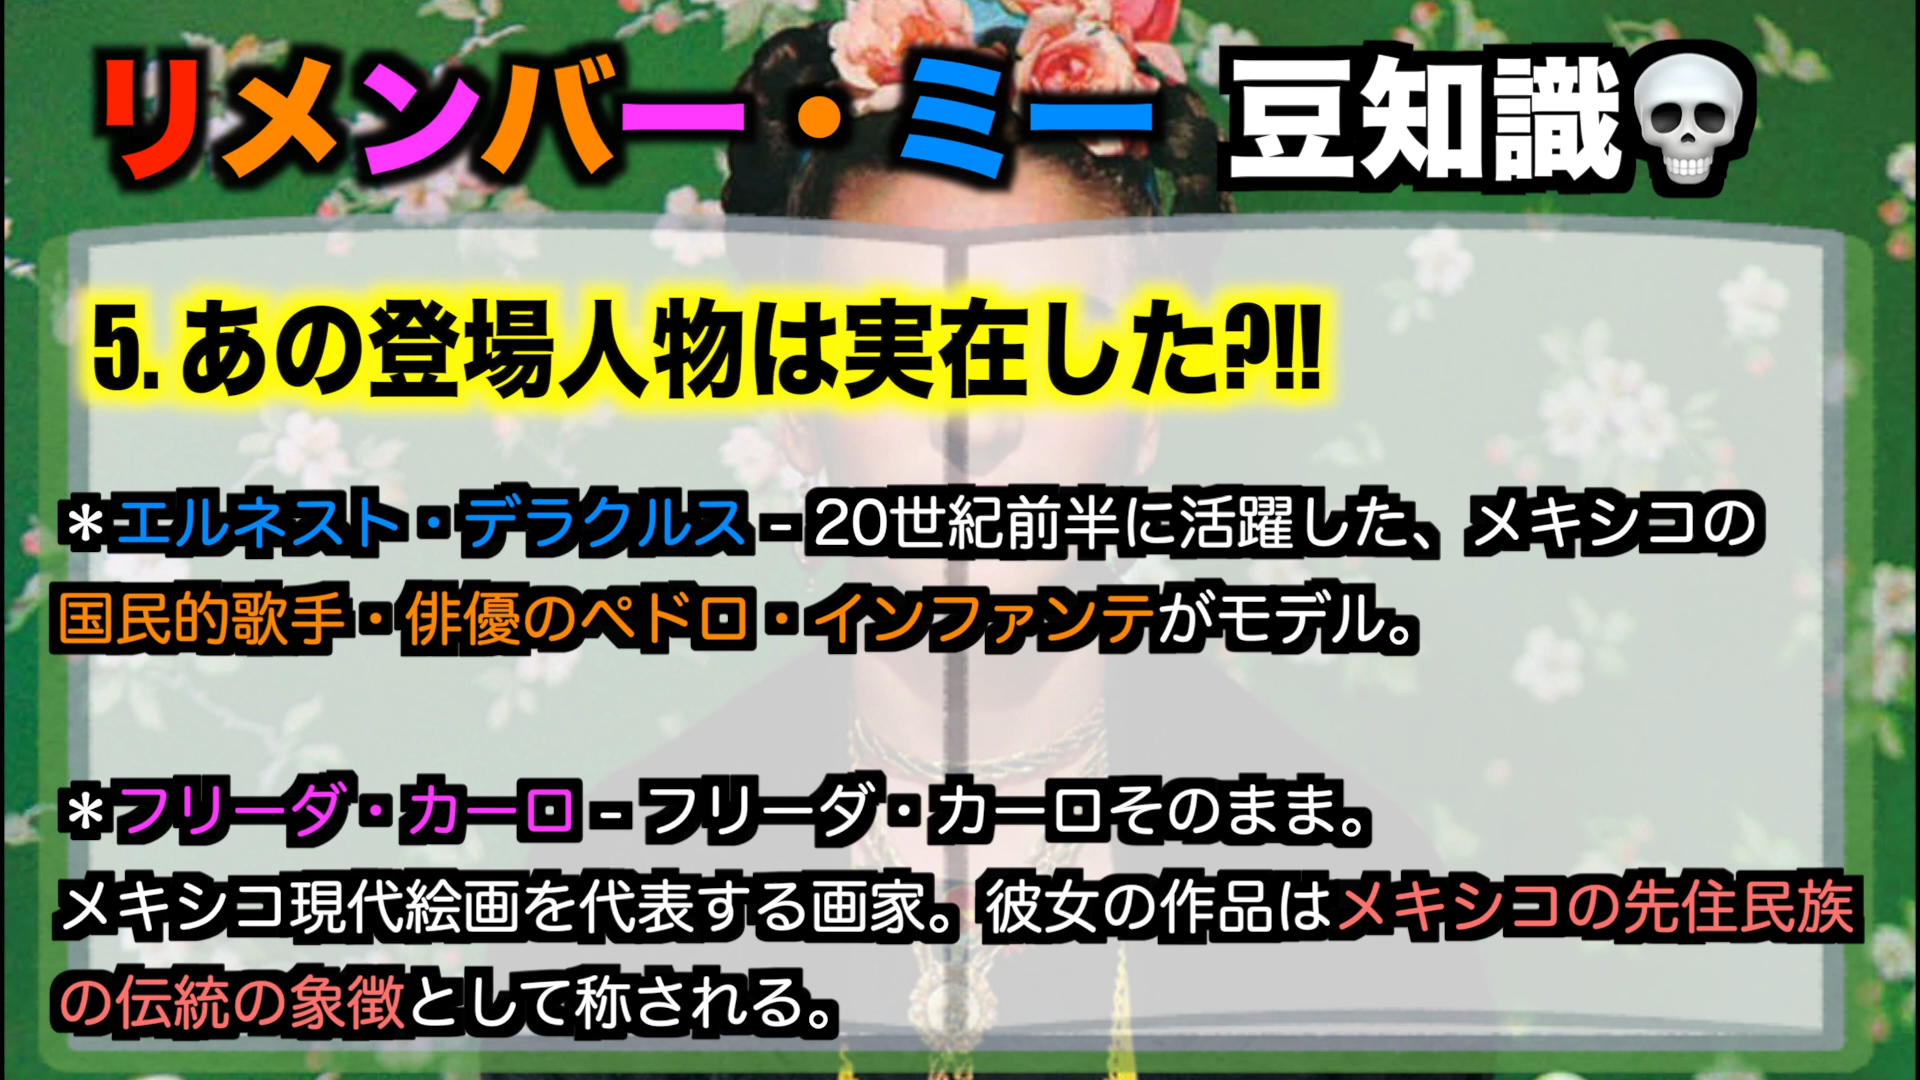 リメンバー・ミー 豆知識💀
5. あの登場人物は実在した?!!
＊エルネスト・デラクルス – 20世紀前半に活躍した、メキシコの
国民的歌手・俳優のペドロ・インファンテがモデル。
＊フリーダ・カーロ – フリーダ・カーロそのまま。
メキシコ現代絵画を代表する画家。彼女の作品はメキシコの先住民族
の伝統の象徴として称される。